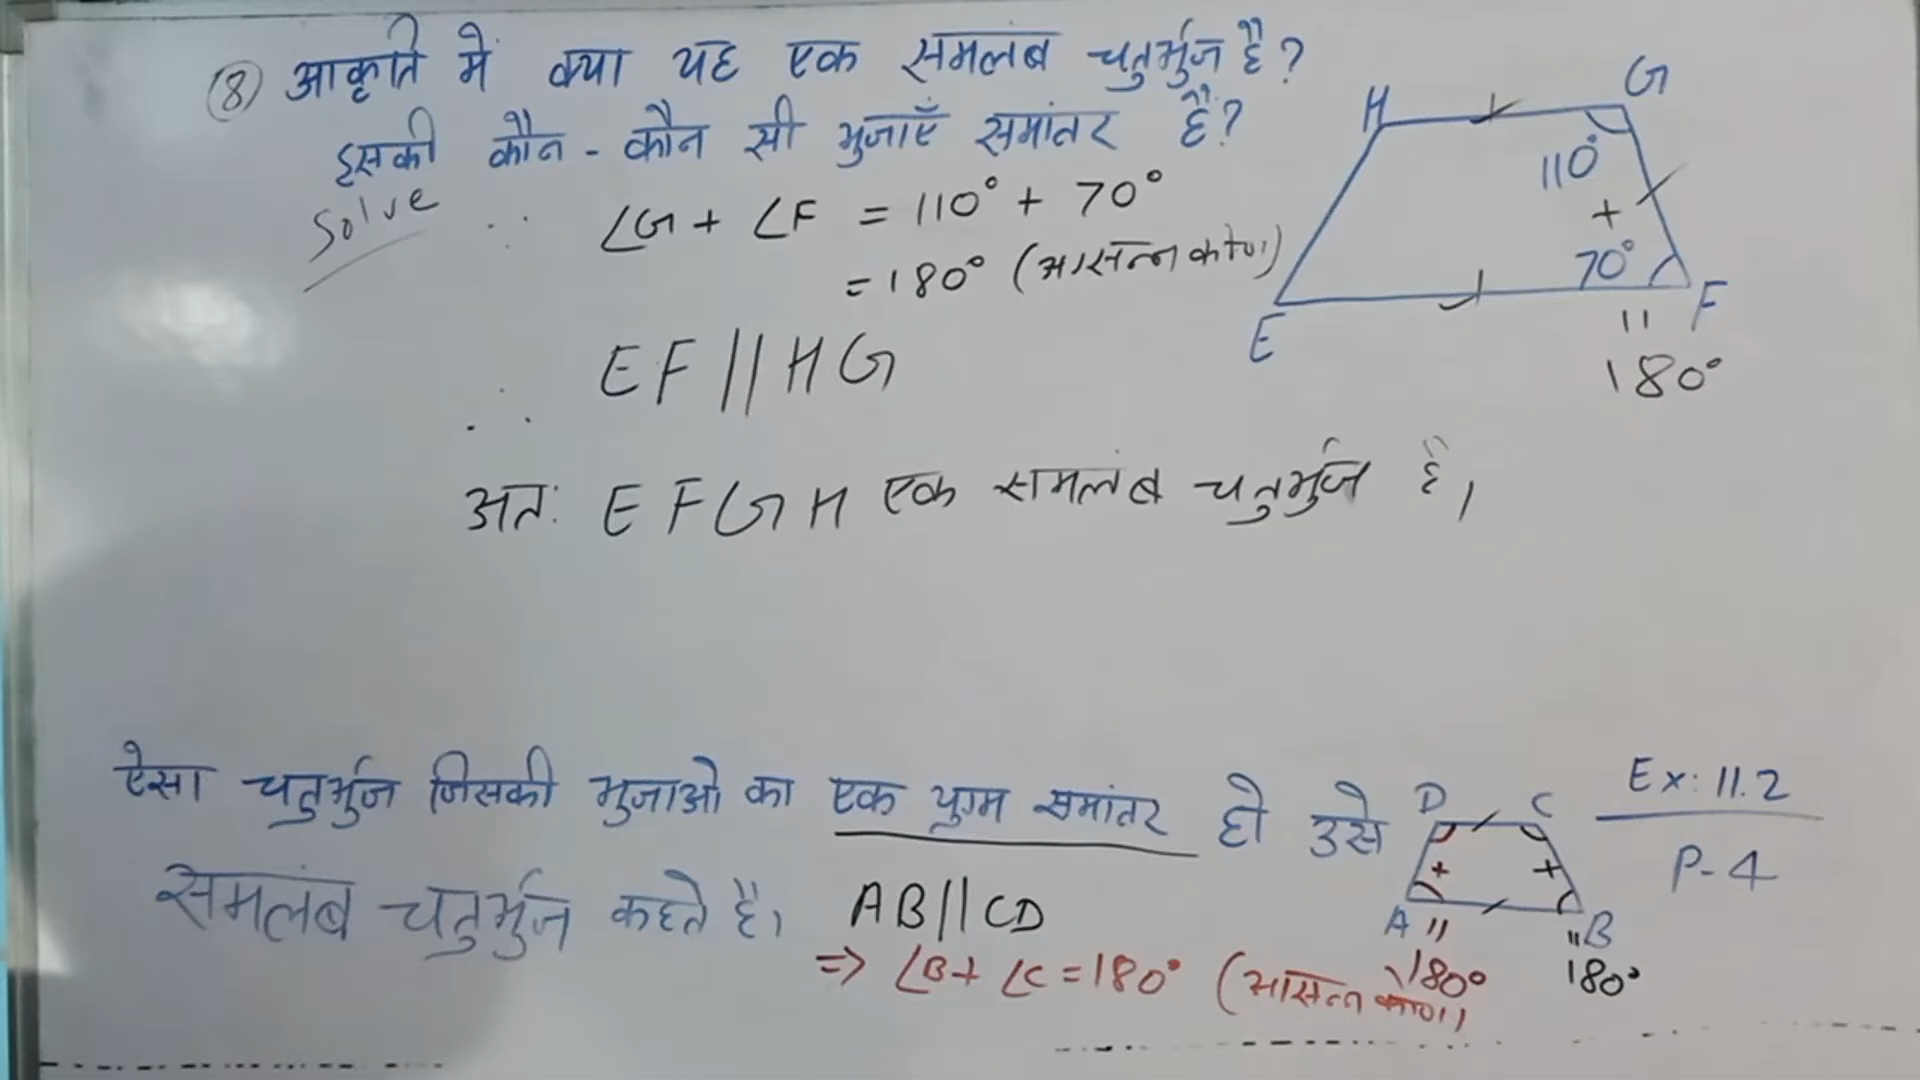 (8) आकृति में क्या यह एक समलंब चतुर्भुज है?
इसकी कौन-कौन सी भुजाएँ समांतर हैं?
Solve ∵ ∠G + ∠F = 110° + 70°
= 180° (आसन्न कोण)
∴ EF || HG
अतः EFGH एक समलंब चतुर्भुज है,
H G
110°
+
70°
E F
"
180°
ऐसा चतुर्भुज जिसकी भुजाओ का एक युग्म समांतर हो उसे
समलंब चतुर्भुज कहते है,
AB || CD
⇒ ∠B + ∠C = 180° (आसन्न कोण)
D C
+ +
A " " B
180° 180°
Ex: 11.2
P-4